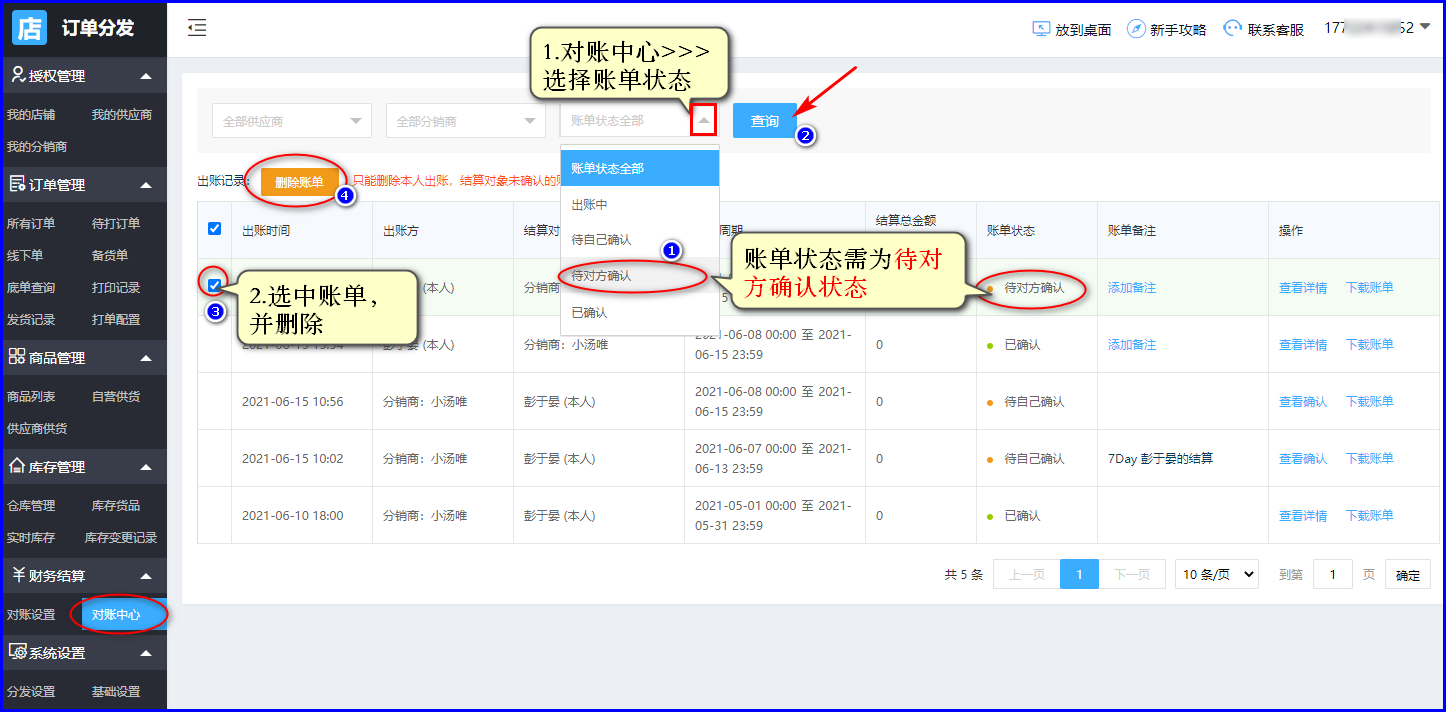 店 订单分发
放到桌面 新手攻略 联系客服 177 52
1.对账中心>>>
选择账单状态
授权管理
我的店铺 我的供应商
我的分销商
订单管理
所有订单 待打订单
线下单 备货单
底单查询 打印记录
发货记录 打单配置
商品管理
商品列表 自营供货
供应商供货
库存管理
仓库管理 库存货品
实时库存 库存变更记录
财务结算
对账设置 对账中心
系统设置
分发设置 基础设置
全部供应商 全部分销商 账单状态全部 查询
2
账单状态全部
出账中
待自己确认
1
待对方确认
已确认
出账记录: 删除账单 4 只能删除本人出账，结算对象未确认的
出账时间 出账方 结算对 周期 结算总金额 账单状态 账单备注 操作
账单状态需为待对
方确认状态
2.选中账单，
并删除
3
(本人) 分销商 5 待对方确认 添加备注 查看详情 下载账单
(本人) 分销商：小汤唯 2021-06-08 00:00 至 2021-
06-15 23:59 0 已确认 添加备注 查看详情 下载账单
2021-06-15 10:56 分销商：小汤唯 彭于晏 (本人) 2021-06-08 00:00 至 2021-
06-15 23:59 0 待自己确认 查看确认 下载账单
2021-06-15 10:02 分销商：小汤唯 彭于晏 (本人) 2021-06-07 00:00 至 2021-
06-13 23:59 0 待自己确认 7Day 彭于晏的结算 查看确认 下载账单
2021-06-10 18:00 分销商：小汤唯 彭于晏 (本人) 2021-05-01 00:00 至 2021-
05-31 23:59 0 已确认 查看详情 下载账单
共 5 条 上一页 1 下一页 10 条/页 到第 1 页 确定